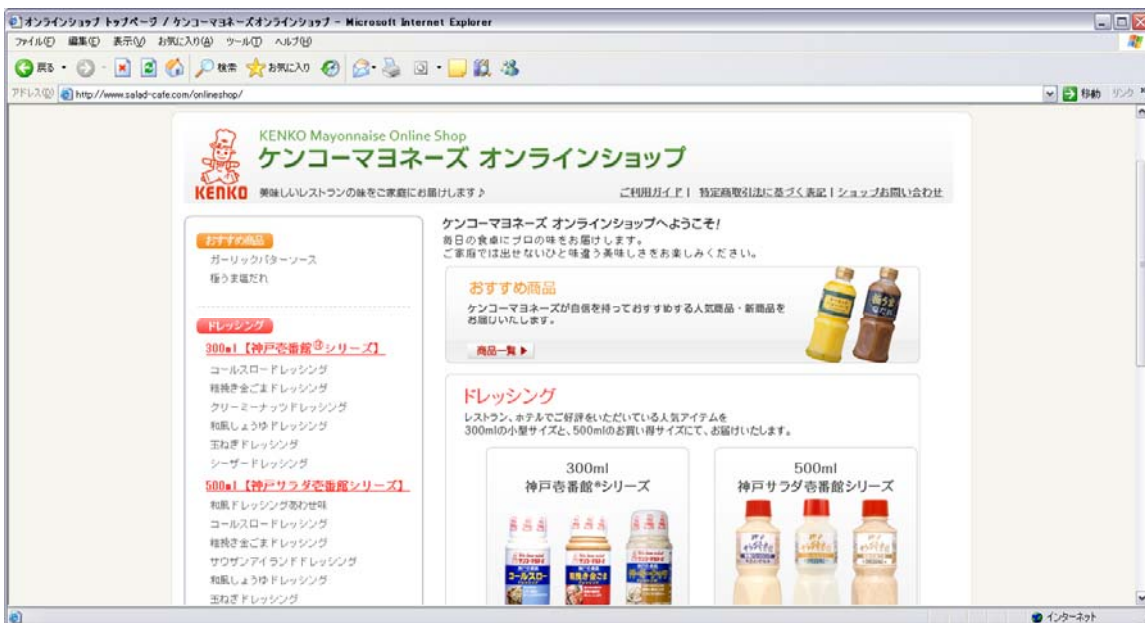 オンラインショップ トップページ / ケンコーマヨネーズオンラインショップ - Microsoft Internet Explorer
ファイル(F) 編集(E) 表示(V) お気に入り(A) ツール(T) ヘルプ(H)
戻る 検索 お気に入り
アドレス(D) http://www.salad-cafe.com/onlineshop/ 移動 リンク
KENKO
KENKO Mayonnaise Online Shop
ケンコーマヨネーズ オンラインショップ
美味しいレストランの味をご家庭にお届けします♪
ご利用ガイド | 特定商取引法に基づく表記 | ショップお問い合わせ
おすすめ商品
ガーリックバターソース
極うま塩だれ
ドレッシング
300ml【神戸壱番館®シリーズ】
コールスロードレッシング
粗挽き金ごまドレッシング
クリーミーナッツドレッシング
和風しょうゆドレッシング
玉ねぎドレッシング
シーザードレッシング
500ml【神戸サラダ壱番館シリーズ】
和風ドレッシングあわせ味
コールスロードレッシング
粗挽き金ごまドレッシング
サウザンアイランドドレッシング
和風しょうゆドレッシング
玉ねぎドレッシング
ケンコーマヨネーズ オンラインショップへようこそ!
毎日の食卓にプロの味をお届けします。
ご家庭では出せないひと味違う美味しさをお楽しみください。
おすすめ商品
ケンコーマヨネーズが自信を持っておすすめする人気商品・新商品を
お届けいたします。
商品一覧▶
ドレッシング
レストラン、ホテルでご好評をいただいている人気アイテムを
300mlの小型サイズと、500mlのお買い得サイズにて、お届けいたします。
300ml
神戸壱番館®シリーズ
コールスロー
粗挽き金ごま
500ml
神戸サラダ壱番館シリーズ
インターネット